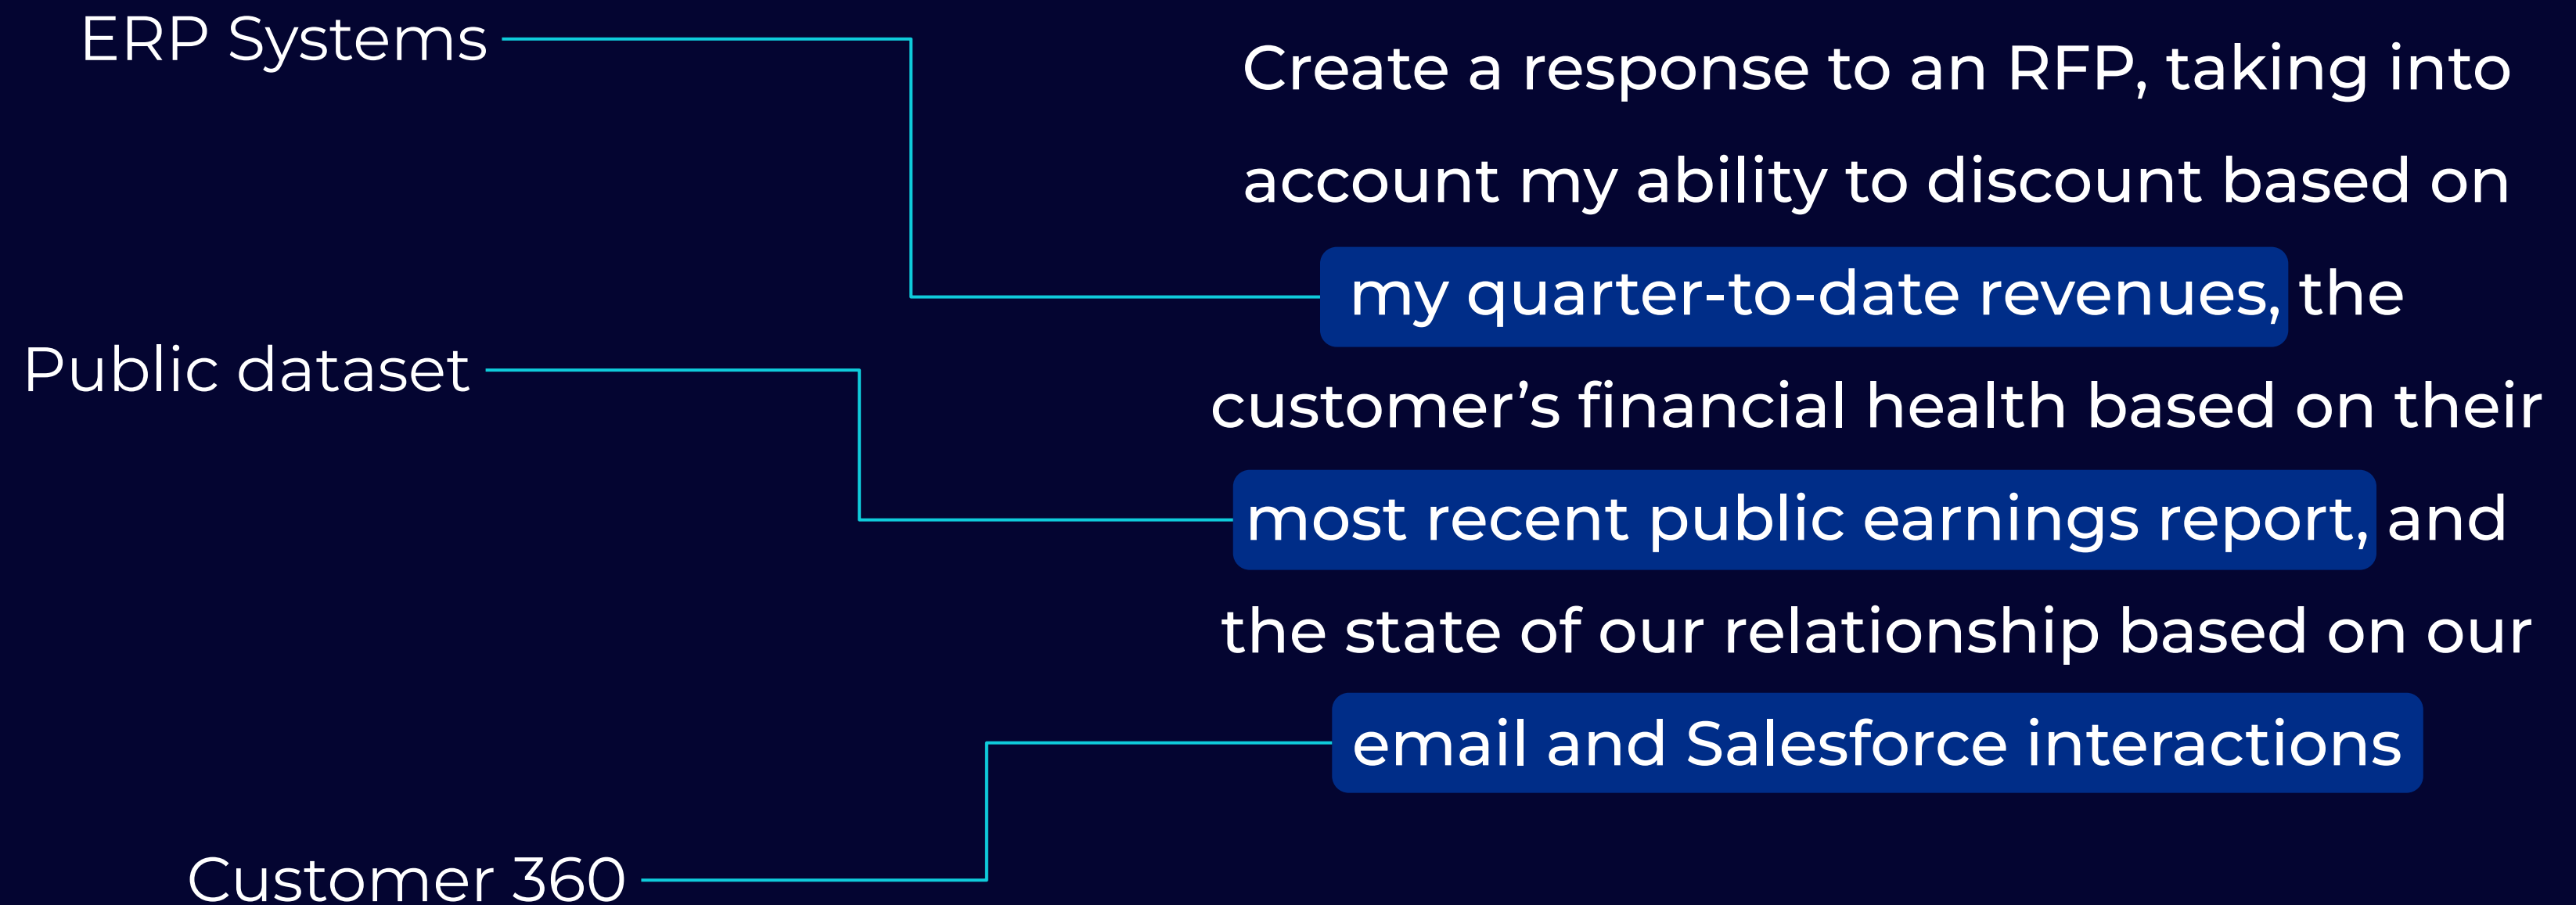 ERP Systems
Public dataset
Customer 360
Create a response to an RFP, taking into
account my ability to discount based on
my quarter-to-date revenues, the
customer’s financial health based on their
most recent public earnings report, and
the state of our relationship based on our
email and Salesforce interactions